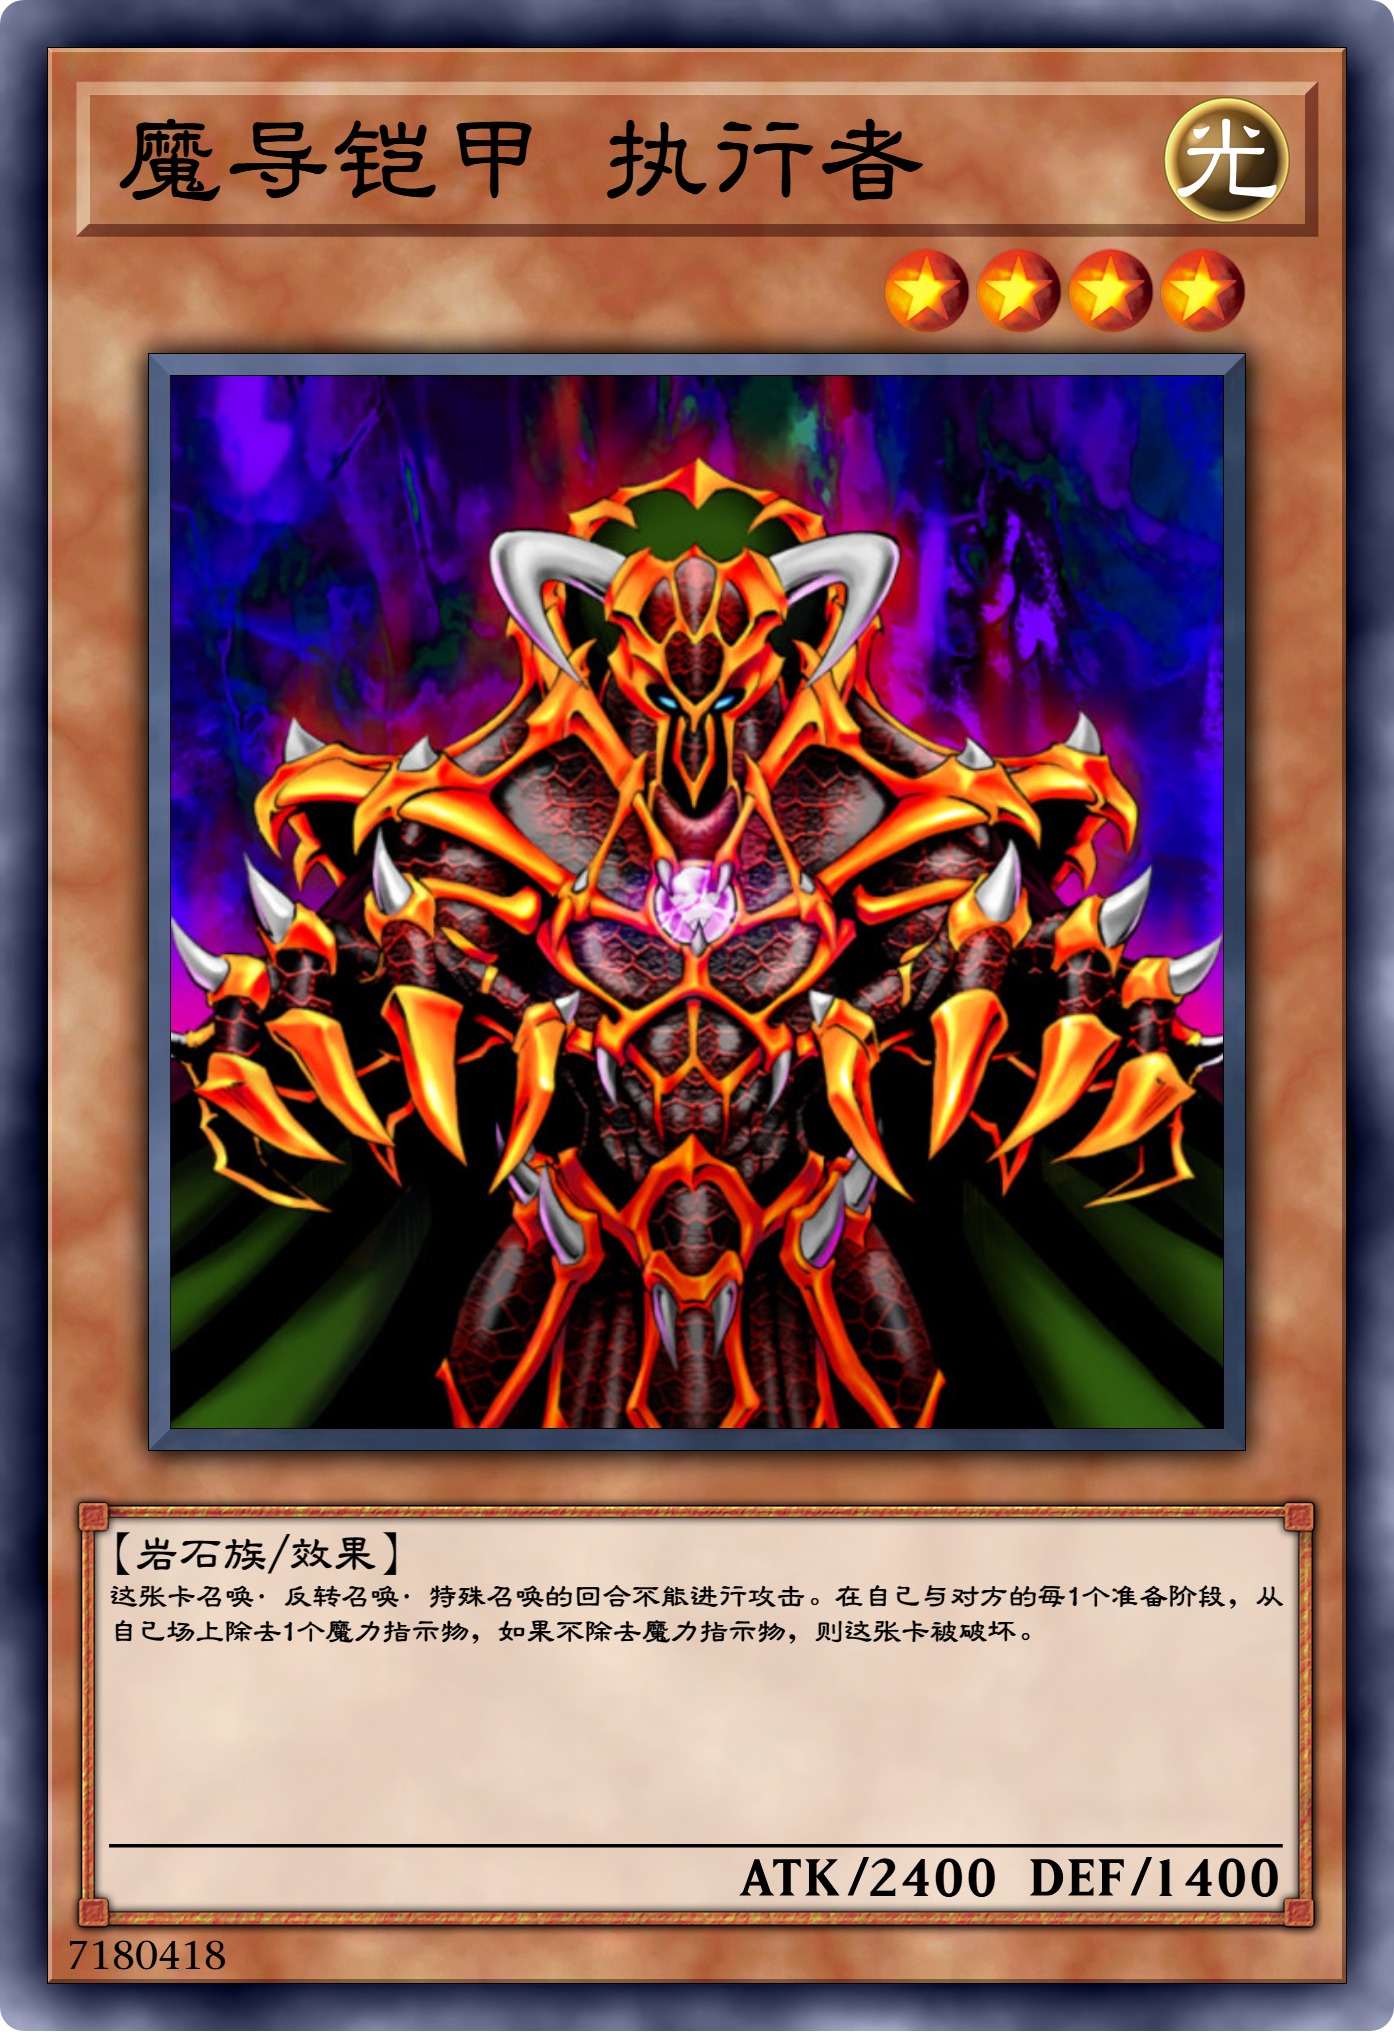 魔导铠甲 执行者
光
【岩石族/效果】
这张卡召唤·反转召唤·特殊召唤的回合不能进行攻击。在自己与对方的每1个准备阶段，从
自己场上除去1个魔力指示物，如果不除去魔力指示物，则这张卡被破坏。
ATK/2400 DEF/1400
7180418